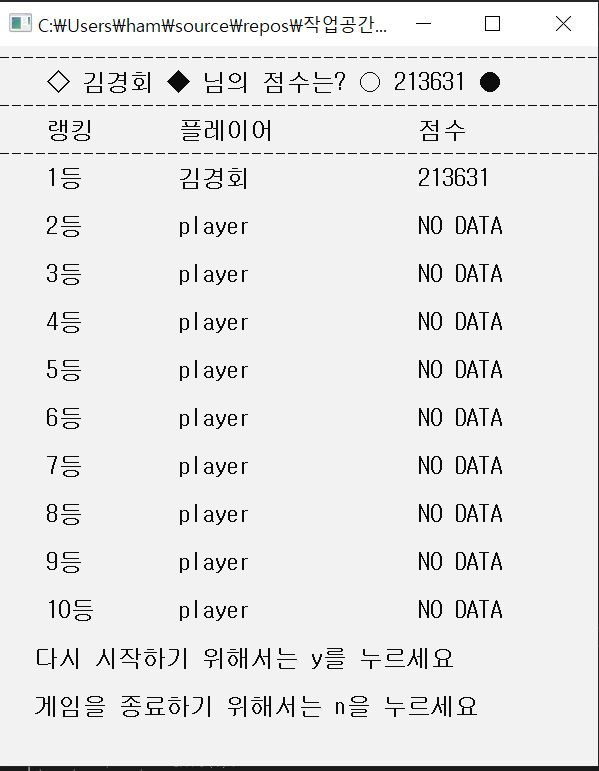 C:₩Users₩ham₩source₩repos₩작업공간...
◇ 김경회 ◆ 님의 점수는? ○ 213631 ●
랭킹 플레이어 점수
1등 김경회 213631
2등 player NO DATA
3등 player NO DATA
4등 player NO DATA
5등 player NO DATA
6등 player NO DATA
7등 player NO DATA
8등 player NO DATA
9등 player NO DATA
10등 player NO DATA
다시 시작하기 위해서는 y를 누르세요
게임을 종료하기 위해서는 n을 누르세요